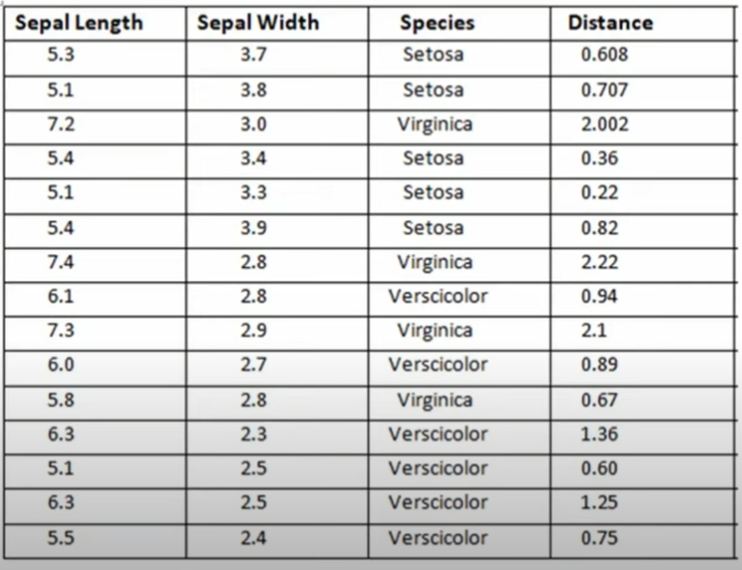 Sepal Length Sepal Width Species Distance
5.3 3.7 Setosa 0.608
5.1 3.8 Setosa 0.707
7.2 3.0 Virginica 2.002
5.4 3.4 Setosa 0.36
5.1 3.3 Setosa 0.22
5.4 3.9 Setosa 0.82
7.4 2.8 Virginica 2.22
6.1 2.8 Verscicolor 0.94
7.3 2.9 Virginica 2.1
6.0 2.7 Verscicolor 0.89
5.8 2.8 Virginica 0.67
6.3 2.3 Verscicolor 1.36
5.1 2.5 Verscicolor 0.60
6.3 2.5 Verscicolor 1.25
5.5 2.4 Verscicolor 0.75